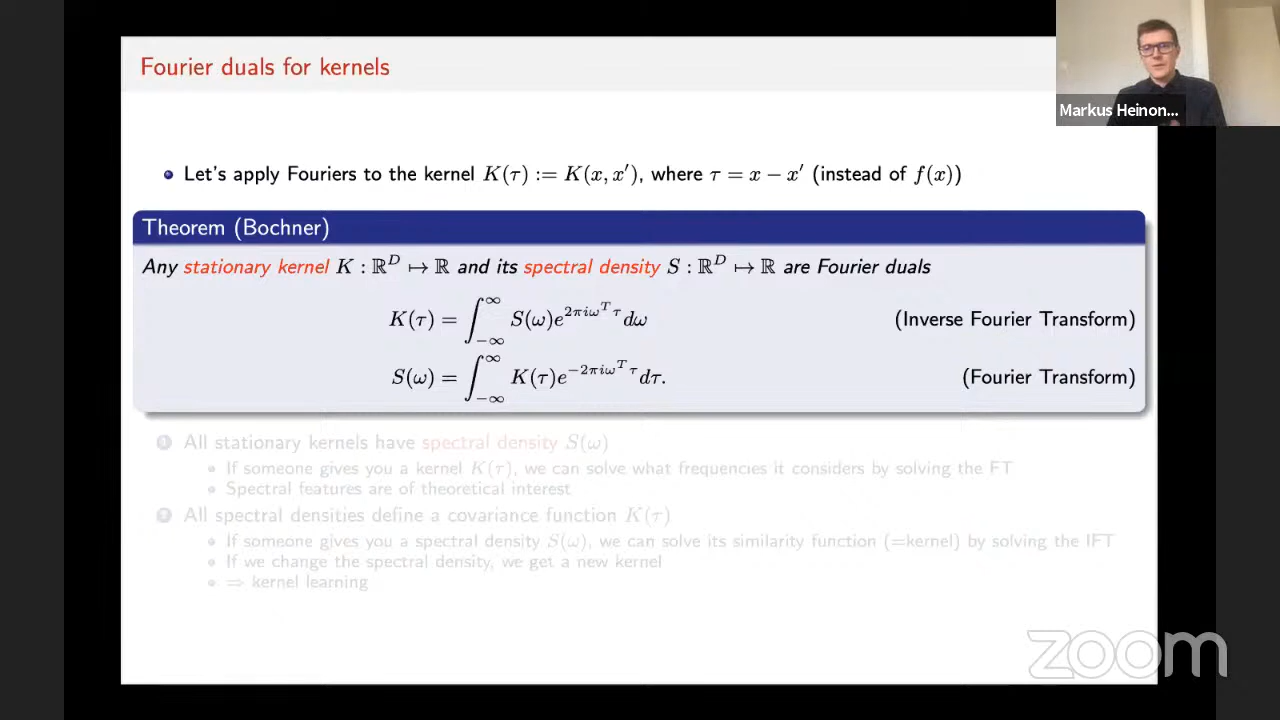 Fourier duals for kernels
Markus Heinon...
• Let's apply Fouriers to the kernel K(τ) := K(x, x′), where τ = x − x′ (instead of f(x))
Theorem (Bochner)
Any stationary kernel K : ℝ^D ↦ ℝ and its spectral density S : ℝ^D ↦ ℝ are Fourier duals
K(τ) = ∫_{−∞}^{∞} S(ω)e^{2πiω^T τ}dω (Inverse Fourier Transform)
S(ω) = ∫_{−∞}^{∞} K(τ)e^{−2πiω^T τ}dτ. (Fourier Transform)
1 All stationary kernels have spectral density S(ω)
• If someone gives you a kernel K(τ), we can solve what frequencies it considers by solving the FT
• Spectral features are of theoretical interest
2 All spectral densities define a covariance function K(τ)
• If someone gives you a spectral density S(ω), we can solve its similarity function (=kernel) by solving the IFT
• If we change the spectral density, we get a new kernel
• ⇒ kernel learning
zoom